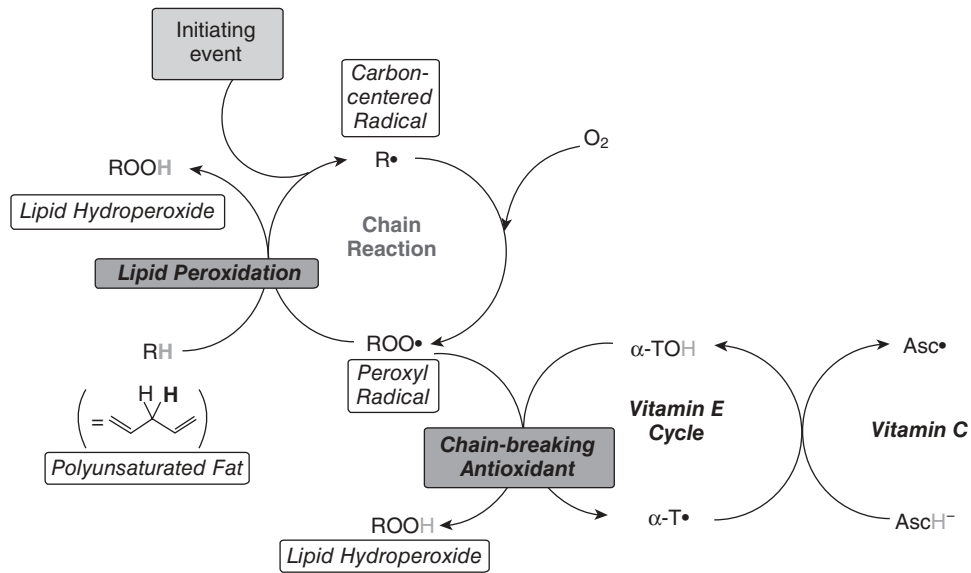 Initiating
event
Carbon-
centered
Radical
O₂
ROOH
R•
Lipid Hydroperoxide
Chain
Reaction
Lipid Peroxidation
RH
ROO•
α-TOH
Asc•
Peroxyl
Radical
H H
=
Vitamin E
Cycle
Vitamin C
Chain-breaking
Antioxidant
Polyunsaturated Fat
ROOH
α-T•
AscH⁻
Lipid Hydroperoxide